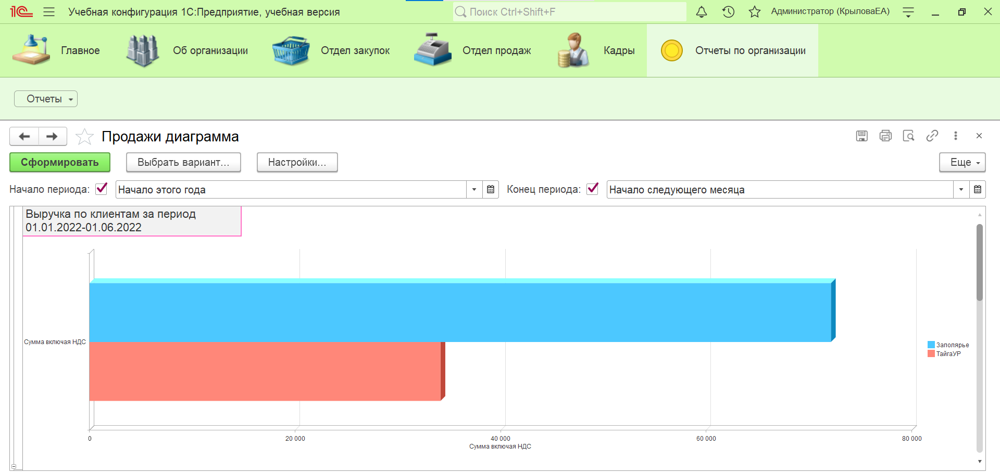 1С Учебная конфигурация 1С:Предприятие, учебная версия Поиск Ctrl+Shift+F Администратор (КрыловаЕА)
Главное Об организации Отдел закупок Отдел продаж Кадры Отчеты по организации
Отчеты
Продажи диаграмма
Сформировать Выбрать вариант... Настройки... Еще
Начало периода: Начало этого года Конец периода: Начало следующего месяца
Выручка по клиентам за период
01.01.2022-01.06.2022
Сумма включая НДС
Заполярье
ТайгаУР
0 20 000 40 000 60 000 80 000
Сумма включая НДС